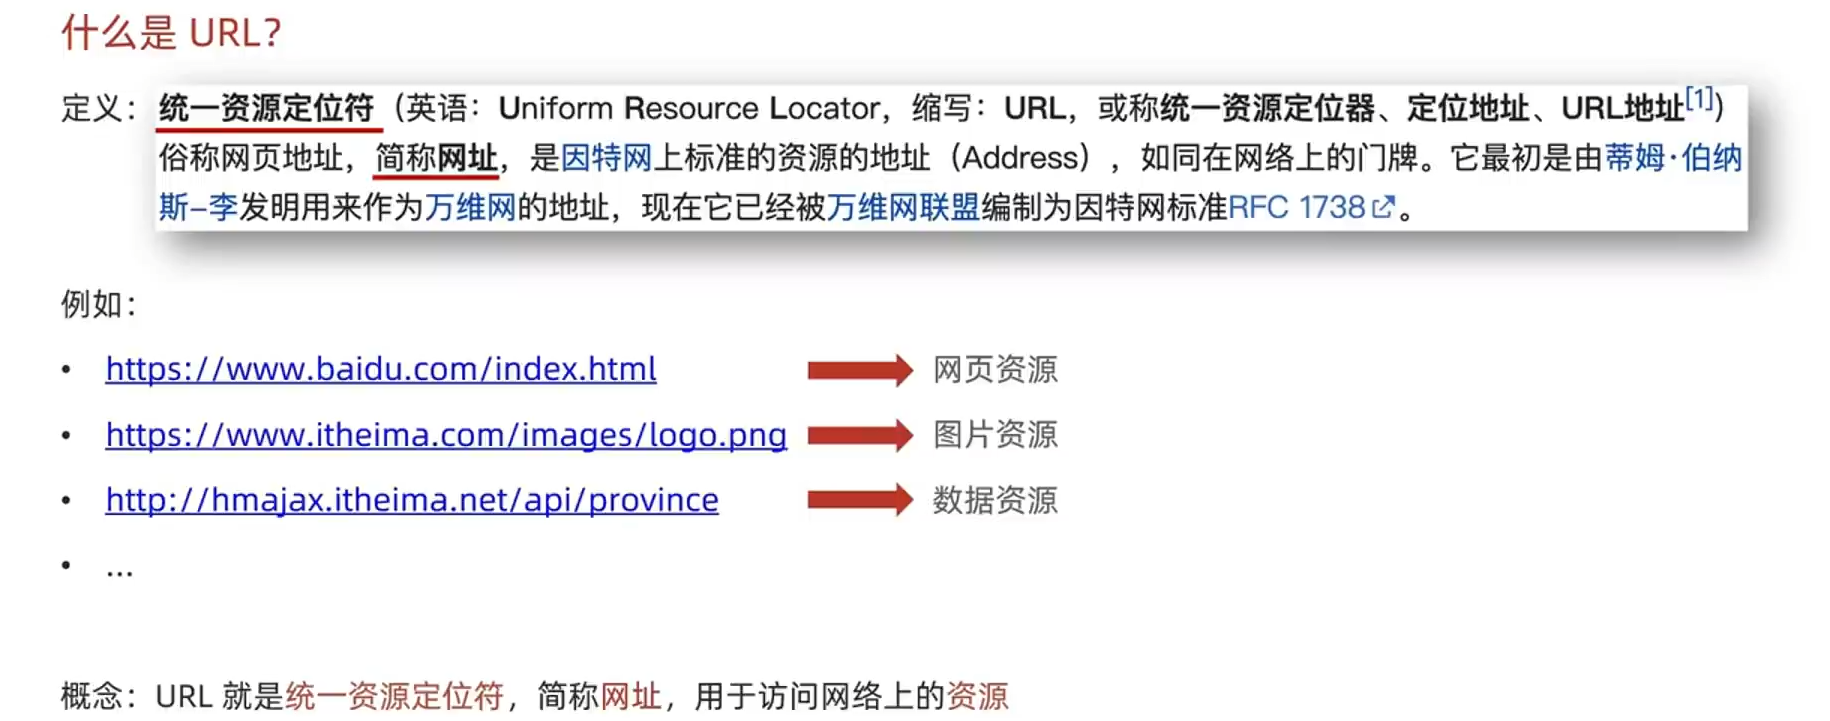 什么是 URL？
定义：统一资源定位符（英语：Uniform Resource Locator，缩写：URL，或称统一资源定位器、定位地址、URL地址[1]）
俗称网页地址，简称网址，是因特网上标准的资源的地址（Address），如同在网络上的门牌。它最初是由蒂姆·伯纳
斯–李发明用来作为万维网的地址，现在它已经被万维网联盟编制为因特网标准RFC 1738。
例如：
• https://www.baidu.com/index.html 网页资源
• https://www.itheima.com/images/logo.png 图片资源
• http://hmajax.itheima.net/api/province 数据资源
• ...
概念：URL 就是统一资源定位符，简称网址，用于访问网络上的资源